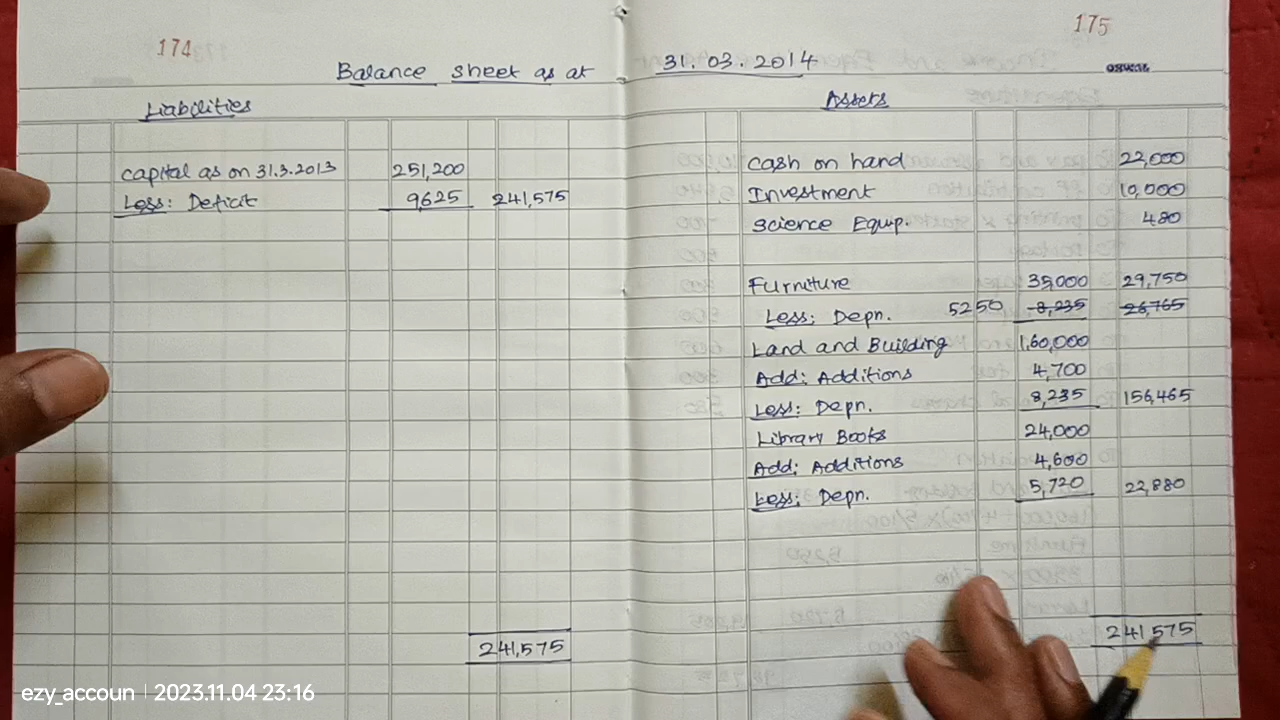 174
Balance sheet as at
Liabilities
Capital as on 31.3.2013 251,200
Less: Deficit 9625 241,575
241,575
175
31.03.2014
Assets
Cash on hand 22,000
Investment 10,000
Science Equip. 480
Furniture 35,000 29,750
Less: Depn. 5250 8,235 26,765
Land and Building 1,60,000
Add: Additions 4,700
Less: Depn. 8,235 156,465
Library Books 24,000
Add: Additions 4,600
Less: Depn. 5,720 22,880
241,575
ezy_accoun | 2023.11.04 23:16